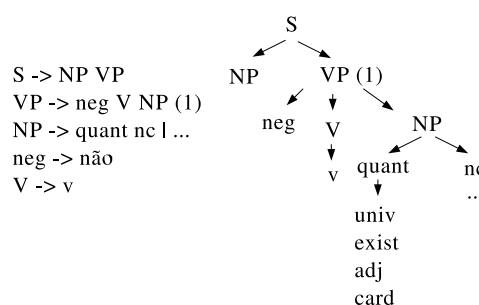 S -> NP VP
VP -> neg V NP (1)
NP -> quant nc | ...
neg -> não
V -> v
S
NP VP (1)
neg V NP
v quant nc
...
univ
exist
adj
card